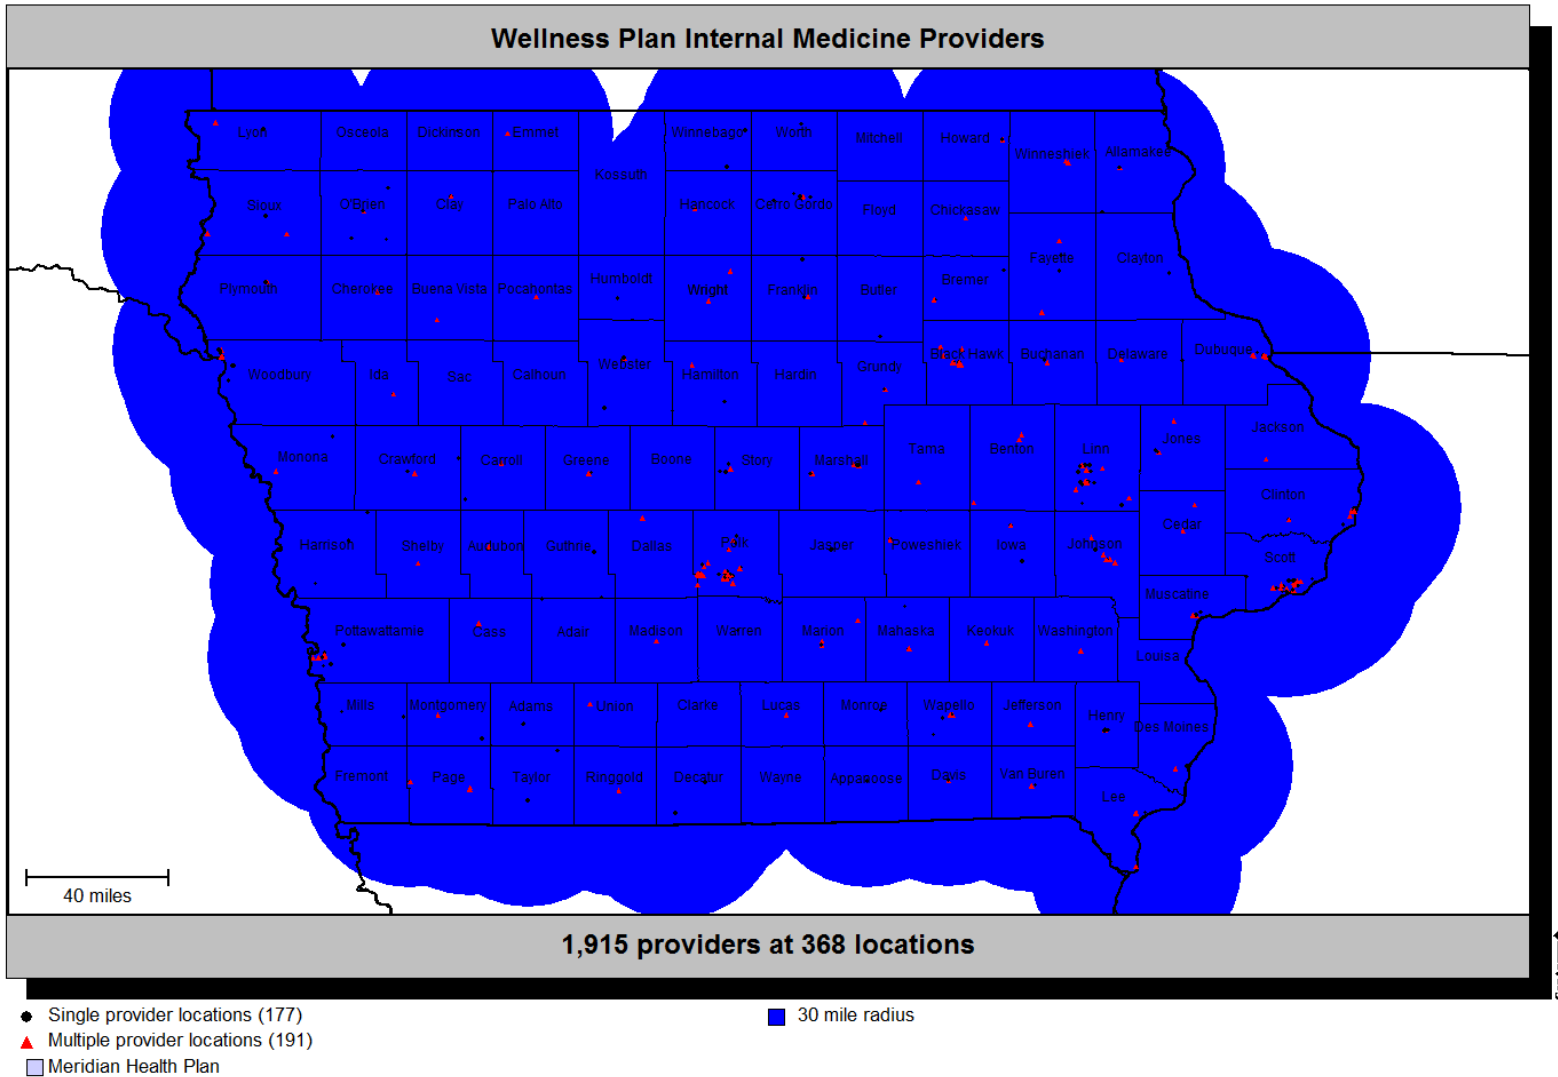 Wellness Plan Internal Medicine Providers
Lyon Osceola Dickinson Emmet Winnebago Worth Mitchell Howard Winneshiek Allamakee
Kossuth
Sioux O'Brien Clay Palo Alto Hancock Cerro Gordo Floyd Chickasaw
Fayette Clayton
Plymouth Cherokee Buena Vista Pocahontas Humboldt Wright Franklin Butler Bremer
Woodbury Ida Sac Calhoun Webster Hamilton Hardin Grundy Black Hawk Buchanan Delaware Dubuque
Monona Crawford Carroll Greene Boone Story Marshall Tama Benton Linn Jones Jackson
Clinton
Harrison Shelby Audubon Guthrie Dallas Polk Jasper Poweshiek Iowa Johnson Cedar
Scott
Muscatine
Pottawattamie Cass Adair Madison Warren Marion Mahaska Keokuk Washington
Louisa
Mills Montgomery Adams Union Clarke Lucas Monroe Wapello Jefferson Henry Des Moines
Fremont Page Taylor Ringgold Decatur Wayne Appanoose Davis Van Buren
Lee
40 miles
1,915 providers at 368 locations
Single provider locations (177)
30 mile radius
Multiple provider locations (191)
Meridian Health Plan